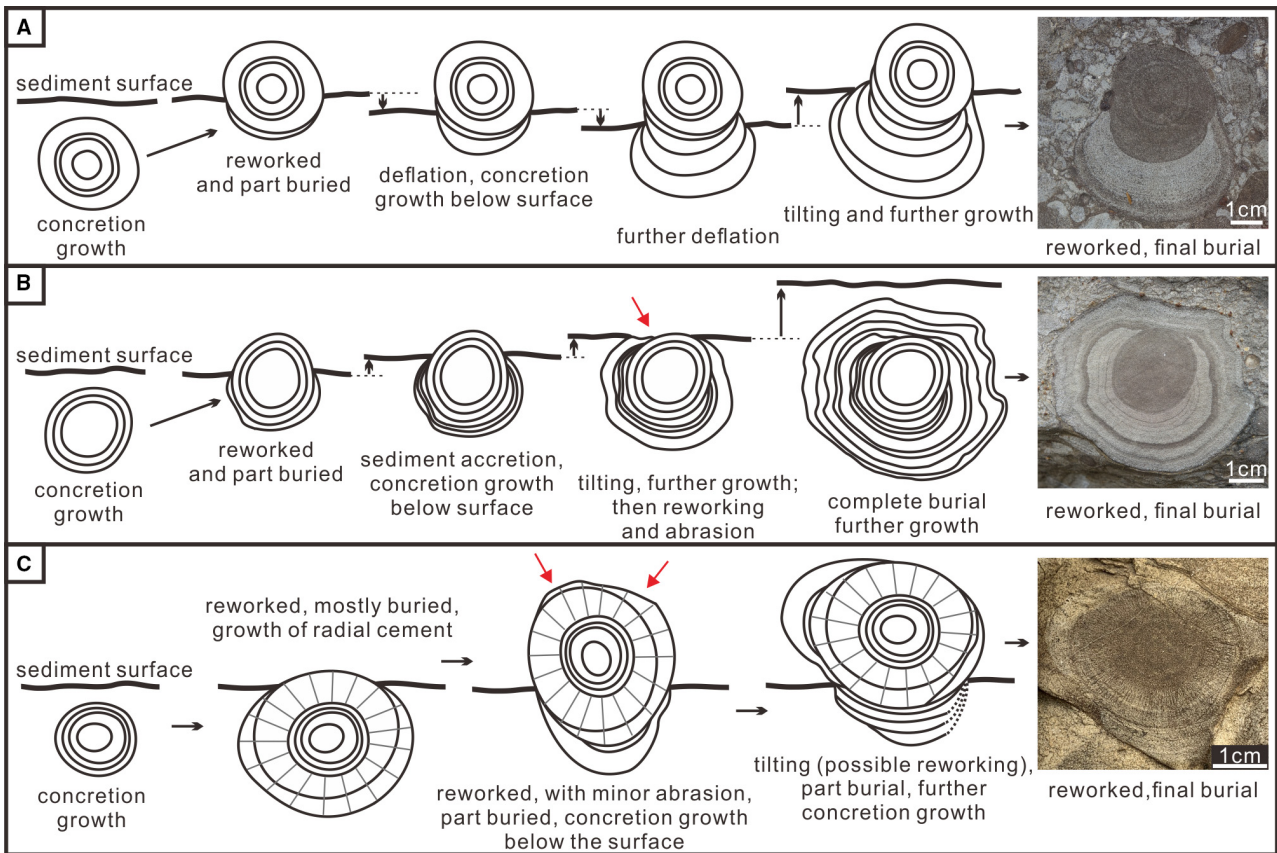 A
sediment surface
concretion
growth
reworked
and part buried
deflation, concretion
growth below surface
further deflation
tilting and further growth
1cm
reworked, final burial
B
sediment surface
concretion
growth
reworked
and part buried
sediment accretion,
concretion growth
below surface
tilting, further growth;
then reworking
and abrasion
complete burial
further growth
1cm
reworked, final burial
C
sediment surface
concretion
growth
reworked, mostly buried,
growth of radial cement
reworked, with minor abrasion,
part buried, concretion growth
below the surface
tilting (possible reworking),
part burial, further
concretion growth
1cm
reworked,final burial